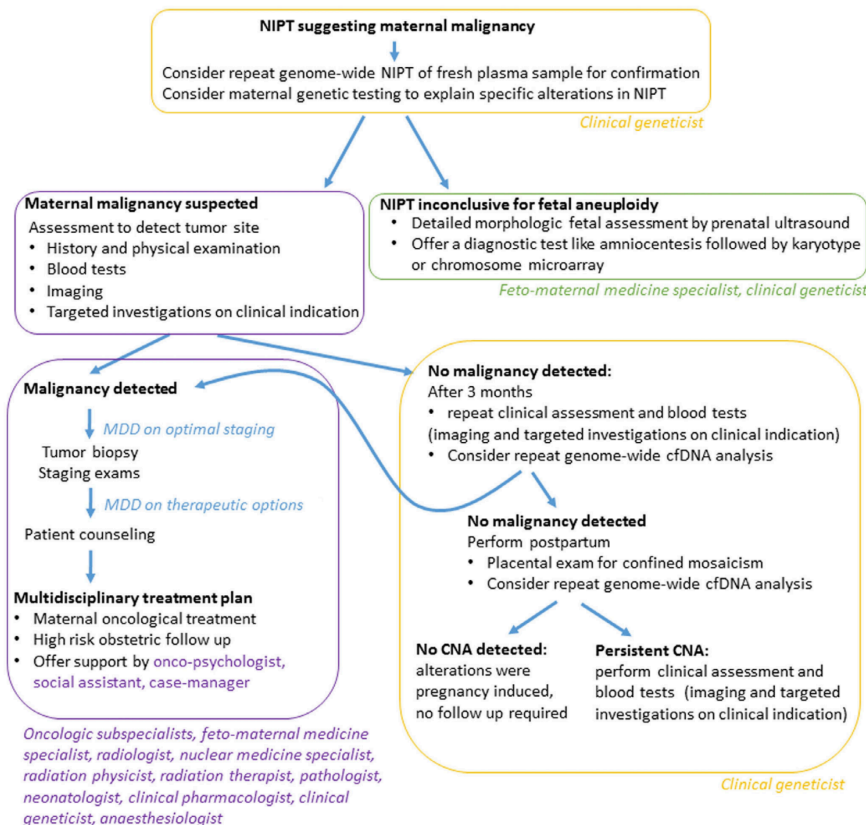 NIPT suggesting maternal malignancy
Consider repeat genome-wide NIPT of fresh plasma sample for confirmation
Consider maternal genetic testing to explain specific alterations in NIPT
Clinical geneticist
Maternal malignancy suspected
Assessment to detect tumor site
• History and physical examination
• Blood tests
• Imaging
• Targeted investigations on clinical indication
NIPT inconclusive for fetal aneuploidy
• Detailed morphologic fetal assessment by prenatal ultrasound
• Offer a diagnostic test like amniocentesis followed by karyotype
or chromosome microarray
Feto-maternal medicine specialist, clinical geneticist
Malignancy detected
MDD on optimal staging
Tumor biopsy
Staging exams
MDD on therapeutic options
Patient counseling
Multidisciplinary treatment plan
• Maternal oncological treatment
• High risk obstetric follow up
• Offer support by onco-psychologist,
social assistant, case-manager
Oncologic subspecialists, feto-maternal medicine
specialist, radiologist, nuclear medicine specialist,
radiation physicist, radiation therapist, pathologist,
neonatologist, clinical pharmacologist, clinical
geneticist, anaesthesiologist
No malignancy detected:
After 3 months
• repeat clinical assessment and blood tests
(imaging and targeted investigations on clinical indication)
• Consider repeat genome-wide cfDNA analysis
No malignancy detected
Perform postpartum
• Placental exam for confined mosaicism
• Consider repeat genome-wide cfDNA analysis
No CNA detected:
alterations were
pregnancy induced,
no follow up required
Persistent CNA:
perform clinical assessment and
blood tests (imaging and targeted
investigations on clinical indication)
Clinical geneticist